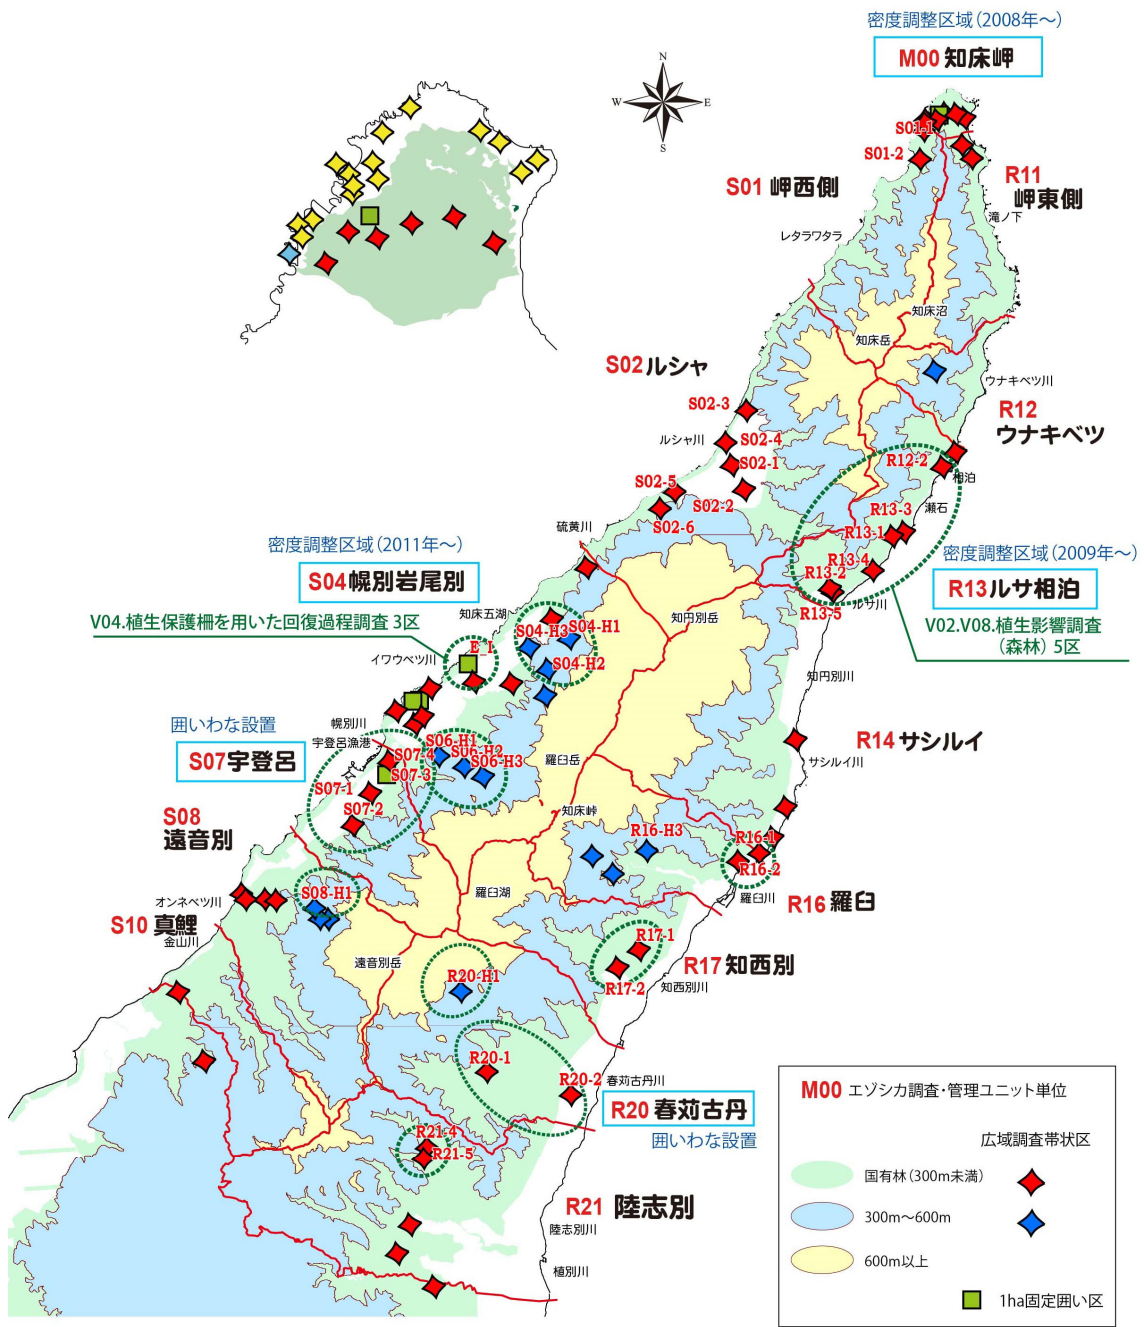 密度調整区域(2008年～)
M00 知床岬
N
W
E
S
S01-1
S01-2
S01 岬西側
R11
岬東側
滝ノ下
レタラワタラ
知床沼
知床岳
S02 ルシャ
ウナキベツ川
S02-3
R12
ウナキベツ
ルシャ川
S02-4
S02-1
R12-2
相泊
S02-5
S02-2
瀬石
S02-6
R13-3
硫黄川
R13-1
密度調整区域(2011年～)
密度調整区域(2009年～)
S04 幌別岩尾別
R13-4
R13-2
R13 ルサ相泊
ルサ川
R13-5
知床五湖
知円別岳
V04.植生保護柵を用いた回復過程調査 3区
S04-H1
S04-H3
V02.V08.植生影響調査
(森林) 5区
E_I
イワウベツ川
S04-H2
知円別川
囲いわな設置
幌別川
宇登呂漁港
S06-H1
S06-H2
S06-H3
R14 サシルイ
S07 宇登呂
S07-4
S07-3
羅臼岳
サシルイ川
S07-1
S07-2
S08
遠音別
知床峠
R16-H3
R16-1
R16-2
S08-H1
羅臼湖
羅臼川
オンネベツ川
R16 羅臼
S10 真鯉
金山川
R17-1
遠音別岳
R17 知西別
R20-H1
R17-2
知西別川
R20-1
R20-2
春苅古丹川
R20 春苅古丹
囲いわな設置
R21-4
R21-5
R21 陸志別
陸志別川
植別川
M00 エゾシカ調査・管理ユニット単位
広域調査帯状区
国有林(300m未満)
300m～600m
600m以上
1ha固定囲い区